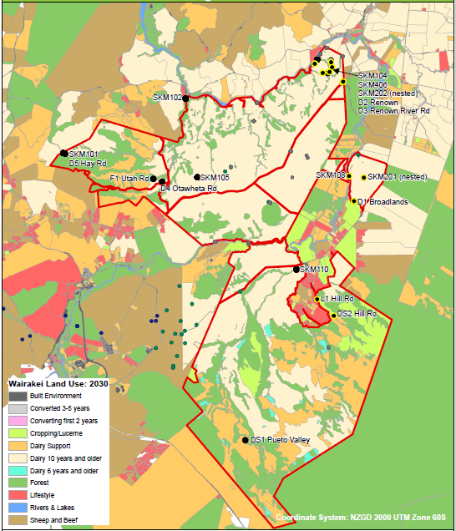 SKM104
SKM406
SKM202 (nested)
D2 Renown
D3 Renown River Rd
SKM102
SKM101
D5 Hay Rd
F1 Utah Rd
D4 Otawheta Rd
SKM105
SKM108
SKM201 (nested)
D1 Broadlands
SKM110
L1 Hill Rd
DS2 Hill Rd
DS1 Pueto Valley
Wairakei Land Use: 2030
Built Environment
Converted 3-5 years
Converting first 2 years
Cropping/Lucerne
Dairy Support
Dairy 10 years and older
Dairy 6 years and older
Forest
Lifestyle
Rivers & Lakes
Sheep and Beef
Coordinate System: NZGD 2000 UTM Zone 60S